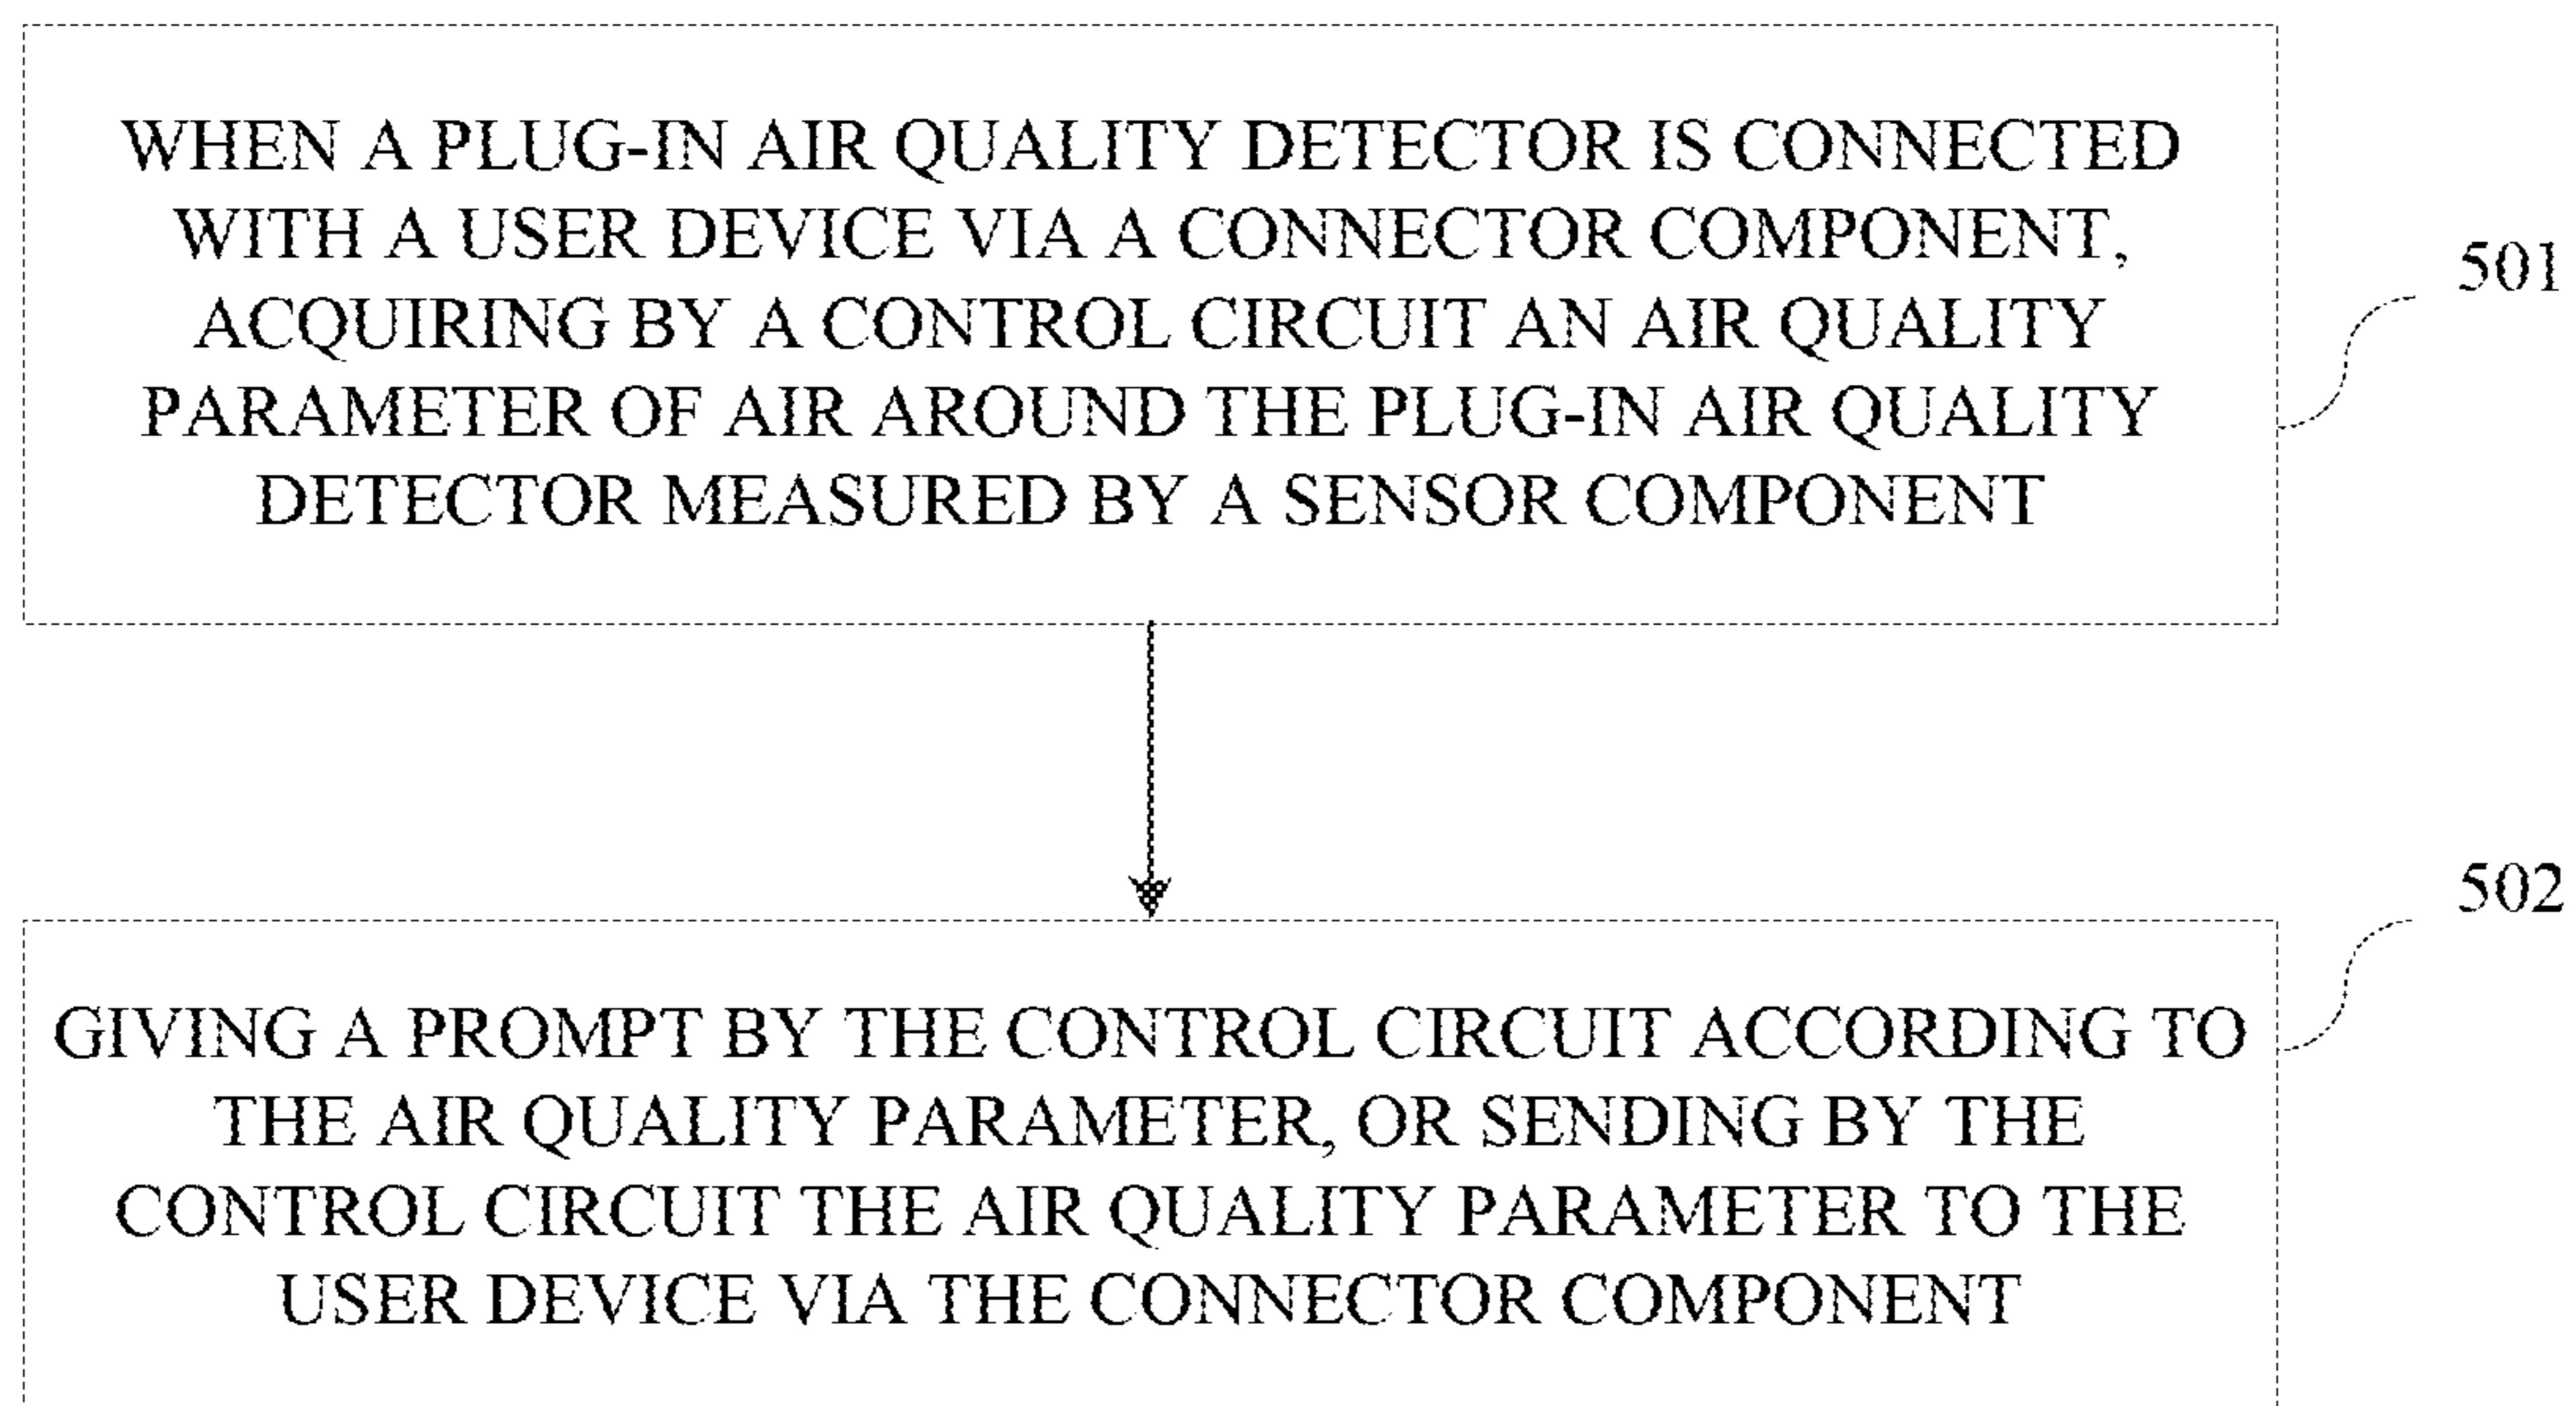 WHEN A PLUG-IN AIR QUALITY DETECTOR IS CONNECTED
WITH A USER DEVICE VIA A CONNECTOR COMPONENT,
ACQUIRING BY A CONTROL CIRCUIT AN AIR QUALITY
PARAMETER OF AIR AROUND THE PLUG-IN AIR QUALITY
DETECTOR MEASURED BY A SENSOR COMPONENT
501
GIVING A PROMPT BY THE CONTROL CIRCUIT ACCORDING TO
THE AIR QUALITY PARAMETER, OR SENDING BY THE
CONTROL CIRCUIT THE AIR QUALITY PARAMETER TO THE
USER DEVICE VIA THE CONNECTOR COMPONENT
502